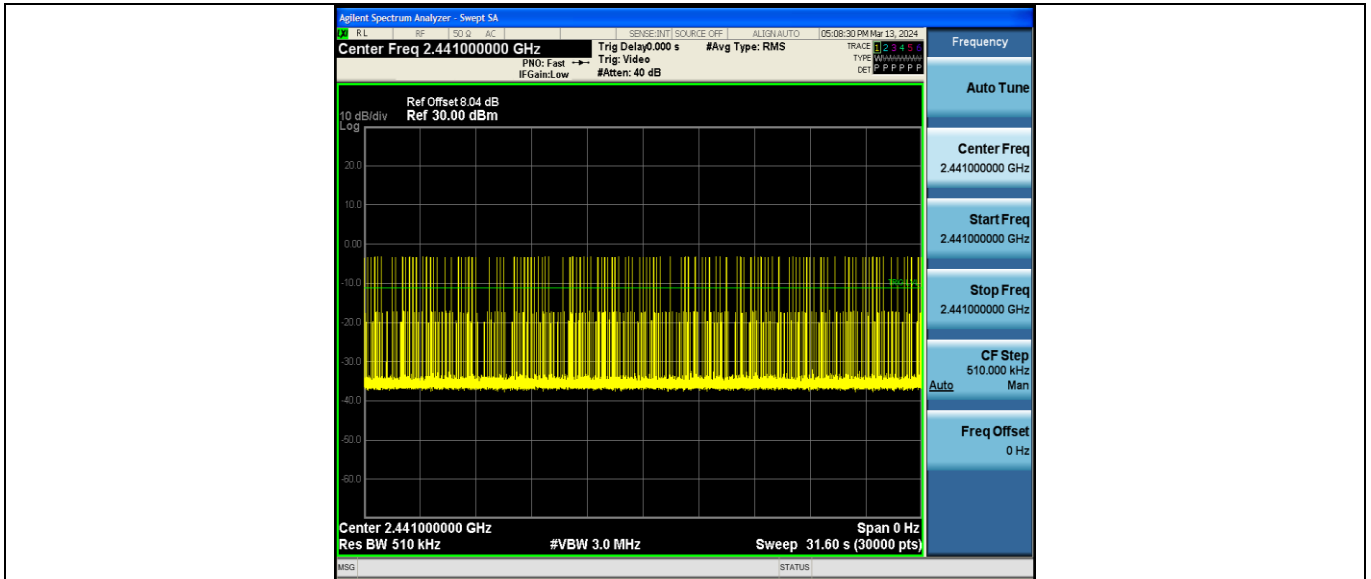 Agilent Spectrum Analyzer - Swept SA
LXI RL RF 50 Ω AC SENSE:INT SOURCE OFF ALIGN AUTO 05:08:30 PM Mar 13, 2024
Center Freq 2.441000000 GHz
Trig Delay0.000 s #Avg Type: RMS
TRACE 1 2 3 4 5 6
PNO: Fast
Trig: Video
TYPE
IFGain:Low
#Atten: 40 dB
DET P P P P P P
Ref Offset 8.04 dB
10 dB/div Ref 30.00 dBm
Log
20.0
10.0
0.00
-10.0
-20.0
-30.0
-40.0
-50.0
-60.0
Center 2.441000000 GHz Span 0 Hz
Res BW 510 kHz #VBW 3.0 MHz Sweep 31.60 s (30000 pts)
MSG STATUS
Frequency
Auto Tune
Center Freq
2.441000000 GHz
Start Freq
2.441000000 GHz
Stop Freq
2.441000000 GHz
CF Step
510.000 kHz
Auto Man
Freq Offset
0 Hz